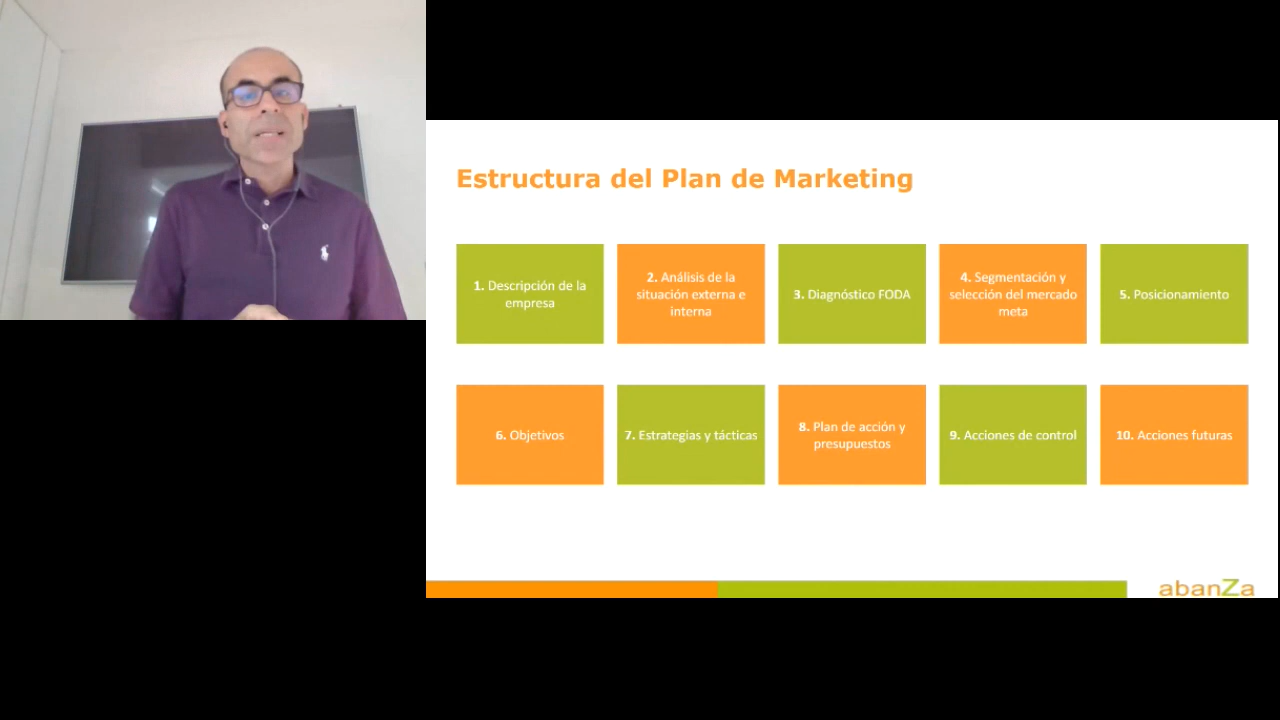 Estructura del Plan de Marketing
1. Descripción de la
empresa
2. Análisis de la
situación externa e
interna
3. Diagnóstico FODA
4. Segmentación y
selección del mercado
meta
5. Posicionamiento
6. Objetivos
7. Estrategias y tácticas
8. Plan de acción y
presupuestos
9. Acciones de control
10. Acciones futuras
abanZa